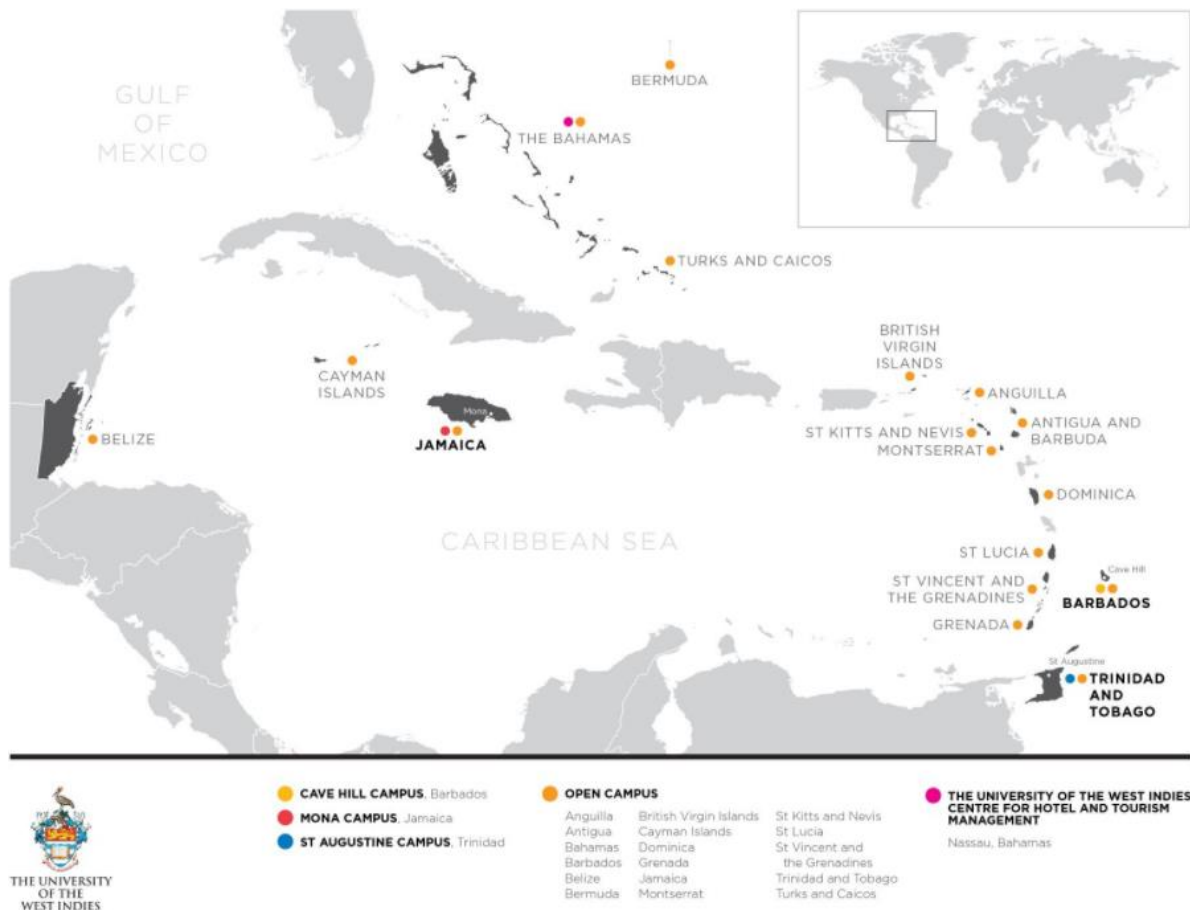 GULF
OF
MEXICO
BERMUDA
THE BAHAMAS
TURKS AND CAICOS
BRITISH
VIRGIN
ISLANDS
CAYMAN
ISLANDS
ANGUILLA
Mona
JAMAICA
BELIZE
ST KITTS AND NEVIS
ANTIGUA AND
BARBUDA
MONTSERRAT
DOMINICA
CARIBBEAN SEA
ST LUCIA
Cave Hill
ST VINCENT AND
THE GRENADINES
BARBADOS
GRENADA
St Augustine
TRINIDAD
AND
TOBAGO
THE UNIVERSITY
OF THE
WEST INDIES
CAVE HILL CAMPUS, Barbados
MONA CAMPUS, Jamaica
ST AUGUSTINE CAMPUS, Trinidad
OPEN CAMPUS
Anguilla
Antigua
Bahamas
Barbados
Belize
Bermuda
British Virgin Islands
Cayman Islands
Dominica
Grenada
Jamaica
Montserrat
St Kitts and Nevis
St Lucia
St Vincent and
the Grenadines
Trinidad and Tobago
Turks and Caicos
THE UNIVERSITY OF THE WEST INDIES
CENTRE FOR HOTEL AND TOURISM
MANAGEMENT
Nassau, Bahamas